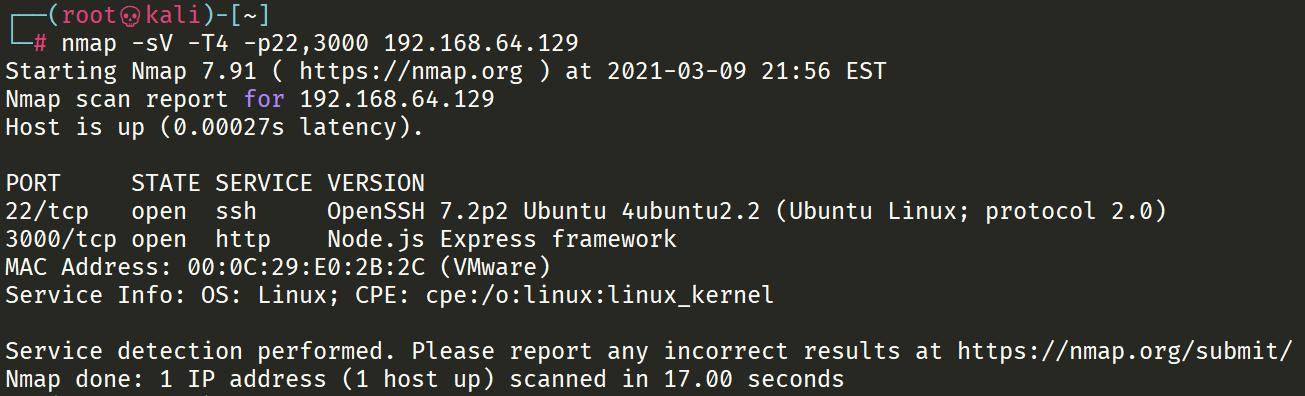 ┌──(root💀kali)-[~]
└─# nmap -sV -T4 -p22,3000 192.168.64.129
Starting Nmap 7.91 ( https://nmap.org ) at 2021-03-09 21:56 EST
Nmap scan report for 192.168.64.129
Host is up (0.00027s latency).
PORT     STATE SERVICE VERSION
22/tcp   open  ssh     OpenSSH 7.2p2 Ubuntu 4ubuntu2.2 (Ubuntu Linux; protocol 2.0)
3000/tcp open  http    Node.js Express framework
MAC Address: 00:0C:29:E0:2B:2C (VMware)
Service Info: OS: Linux; CPE: cpe:/o:linux:linux_kernel
Service detection performed. Please report any incorrect results at https://nmap.org/submit/
Nmap done: 1 IP address (1 host up) scanned in 17.00 seconds